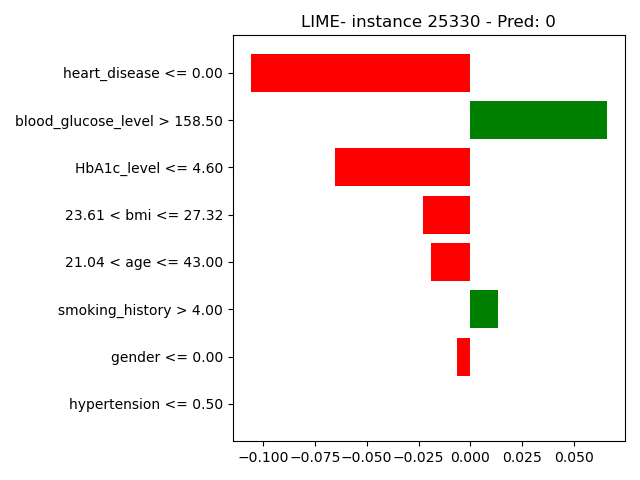 LIME- instance 25330 - Pred: 0
heart_disease <= 0.00
blood_glucose_level > 158.50
HbA1c_level <= 4.60
23.61 < bmi <= 27.32
21.04 < age <= 43.00
smoking_history > 4.00
gender <= 0.00
hypertension <= 0.50
−0.100 −0.075 −0.050 −0.025 0.000 0.025 0.050